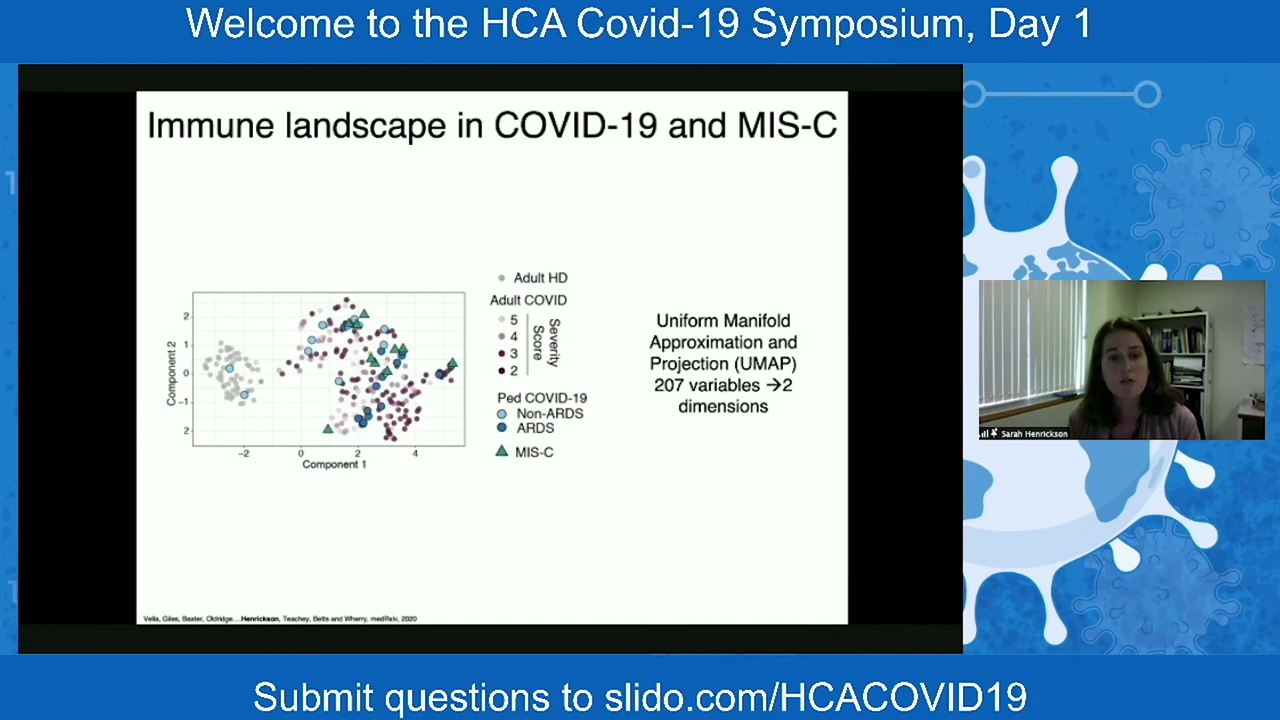 Welcome to the HCA Covid-19 Symposium, Day 1
Immune landscape in COVID-19 and MIS-C
Adult HD
Adult COVID
5
4
3
2
Severity
Score
Ped COVID-19
Non-ARDS
ARDS
MIS-C
Component 2
2
1
0
−1
2
−2
0
2
4
Component 1
Uniform Manifold
Approximation and
Projection (UMAP)
207 variables →2
dimensions
Vella, Giles, Baxter, Oldridge....Henrickson, Teachey, Betts and Wherry, medRxiv, 2020
Sarah Henrickson
1
1
Submit questions to slido.com/HCACOVID19